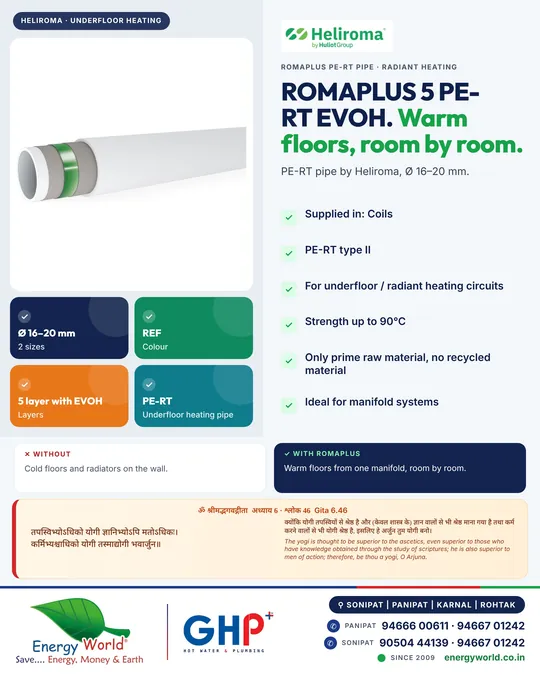 HELIROMA · UNDERFLOOR HEATING
Heliroma
by HuliotGroup
ROMAPLUS PE-RT PIPE · RADIANT HEATING
ROMAPLUS 5 PE-
RT EVOH. Warm
floors, room by room.
PE-RT pipe by Heliroma, Ø 16–20 mm.
Supplied in: Coils
PE-RT type II
For underfloor / radiant heating circuits
Strength up to 90°C
Only prime raw material, no recycled
material
Ideal for manifold systems
Ø 16–20 mm
2 sizes
REF
Colour
5 layer with EVOH
Layers
PE-RT
Underfloor heating pipe
✕ WITHOUT
Cold floors and radiators on the wall.
✓ WITH ROMAPLUS
Warm floors from one manifold, room by room.
ॐ श्रीमद्भगवद्गीता अध्याय 6 · श्लोक 46 Gita 6.46
तपस्विभ्योऽधिको योगी ज्ञानिभ्योऽपि मतोऽधिकः।
कर्मिभ्यश्चाधिको योगी तस्माद्योगी भवार्जुन॥
क्योंकि योगी तपस्वियों से श्रेष्ठ है और (केवल शास्त्र के) ज्ञान वालों से भी श्रेष्ठ माना गया है तथा कर्म
करने वालों से भी योगी श्रेष्ठ है, इसलिए हे अर्जुन तुम योगी बनो।
The yogi is thought to be superior to the ascetics, even superior to those who
have knowledge obtained through the study of scriptures; he is also superior to
men of action; therefore, be thou a yogi, O Arjuna.
Energy World
Save.... Energy, Money & Earth
GHP+
HOT WATER & PLUMBING
SONIPAT | PANIPAT | KARNAL | ROHTAK
PANIPAT 94666 00611 · 94667 01242
SONIPAT 90504 44139 · 94667 01242
SINCE 2009 energyworld.co.in